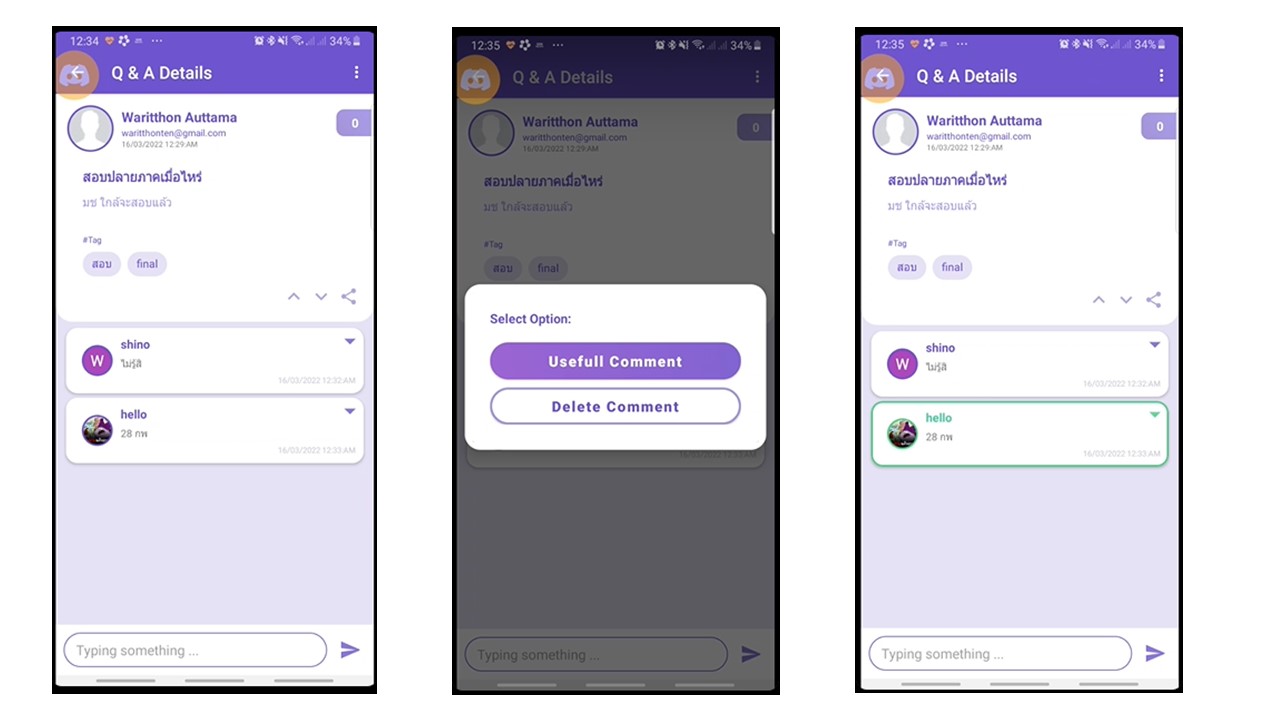 12:34 ... 34%
Q & A Details
Waritthon Auttama
0
waritthonten@gmail.com
16/03/2022 12:29 AM
สอบปลายภาคเมื่อไหร่
มช ใกล้จะสอบแล้ว
#Tag
สอบ final
shino
W
ไม่รู้สิ
16/03/2022 12:32 AM
hello
28 กพ
16/03/2022 12:33 AM
Typing something ...
12:35 ... 34%
Q & A Details
Waritthon Auttama
0
waritthonten@gmail.com
16/03/2022 12:29 AM
สอบปลายภาคเมื่อไหร่
มช ใกล้จะสอบแล้ว
#Tag
สอบ final
Select Option:
Usefull Comment
Delete Comment
16/03/2022 12:33 AM
Typing something ...
12:35 ... 34%
Q & A Details
Waritthon Auttama
0
waritthonten@gmail.com
16/03/2022 12:29 AM
สอบปลายภาคเมื่อไหร่
มช ใกล้จะสอบแล้ว
#Tag
สอบ final
shino
W
ไม่รู้สิ
16/03/2022 12:32 AM
hello
28 กพ
16/03/2022 12:33 AM
Typing something ...